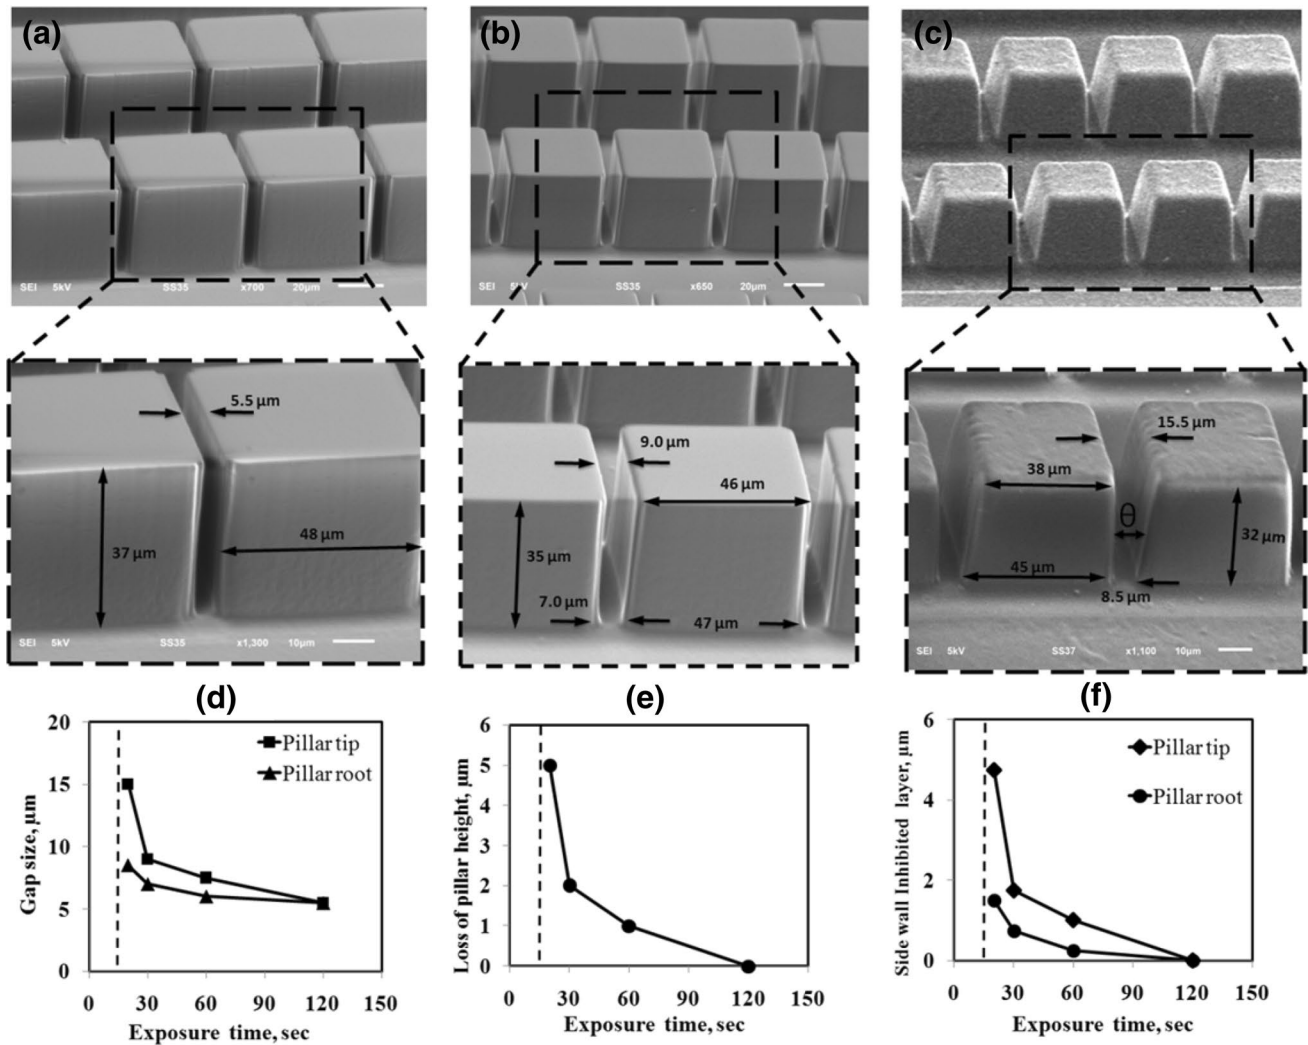 (a)
SEI 5kV SS35 x700 20µm
(b)
SEI 5kV SS35 x650 20µm
(c)
5.5 µm
37 µm
48 µm
SEI 5kV SS35 x1,300 10µm
9.0 µm
46 µm
35 µm
7.0 µm
47 µm
15.5 µm
38 µm
θ
32 µm
45 µm
8.5 µm
SEI 5kV SS37 x1,100 10µm
(d)
20
15
10
5
0
Gap size, µm
Pillar tip
Pillar root
0 30 60 90 120 150
Exposure time, sec
(e)
6
5
4
3
2
1
0
Loss of pillar height, µm
0 30 60 90 120 150
Exposure time, sec
(f)
6
4
2
0
Side wall Inhibited layer, µm
Pillar tip
Pillar root
0 30 60 90 120 150
Exposure time, sec